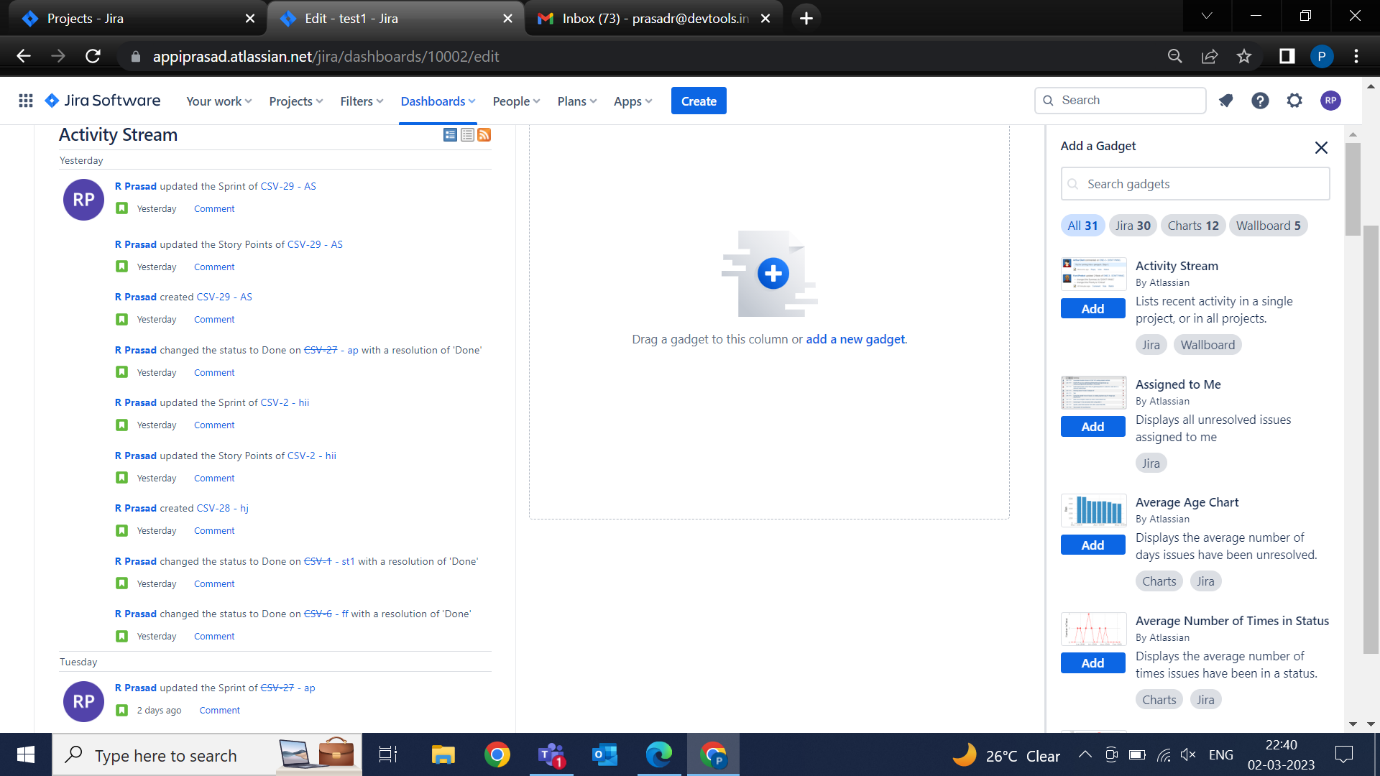 Projects - Jira
Edit - test1 - Jira
Inbox (73) - prasadr@devtools.in
appiprasad.atlassian.net/jira/dashboards/10002/edit
P
Jira Software
Your work
Projects
Filters
Dashboards
People
Plans
Apps
Create
Search
RP
Activity Stream
Yesterday
RP
R Prasad updated the Sprint of CSV-29 - AS
Yesterday Comment
R Prasad updated the Story Points of CSV-29 - AS
Yesterday Comment
R Prasad created CSV-29 - AS
Yesterday Comment
R Prasad changed the status to Done on CSV-27 - ap with a resolution of 'Done'
Yesterday Comment
R Prasad updated the Sprint of CSV-2 - hii
Yesterday Comment
R Prasad updated the Story Points of CSV-2 - hii
Yesterday Comment
R Prasad created CSV-28 - hj
Yesterday Comment
R Prasad changed the status to Done on CSV-1 - st1 with a resolution of 'Done'
Yesterday Comment
R Prasad changed the status to Done on CSV-6 - ff with a resolution of 'Done'
Yesterday Comment
Tuesday
RP
R Prasad updated the Sprint of CSV-27 - ap
2 days ago Comment
Drag a gadget to this column or add a new gadget.
Add a Gadget
Search gadgets
All 31
Jira 30
Charts 12
Wallboard 5
Activity Stream
By Atlassian
Add
Lists recent activity in a single
project, or in all projects.
Jira
Wallboard
Assigned to Me
By Atlassian
Add
Displays all unresolved issues
assigned to me
Jira
Average Age Chart
By Atlassian
Add
Displays the average number of
days issues have been unresolved.
Charts
Jira
Average Number of Times in Status
By Atlassian
Add
Displays the average number of
times issues have been in a status.
Charts
Jira
Type here to search
1
P
26°C Clear
ENG
22:40
02-03-2023